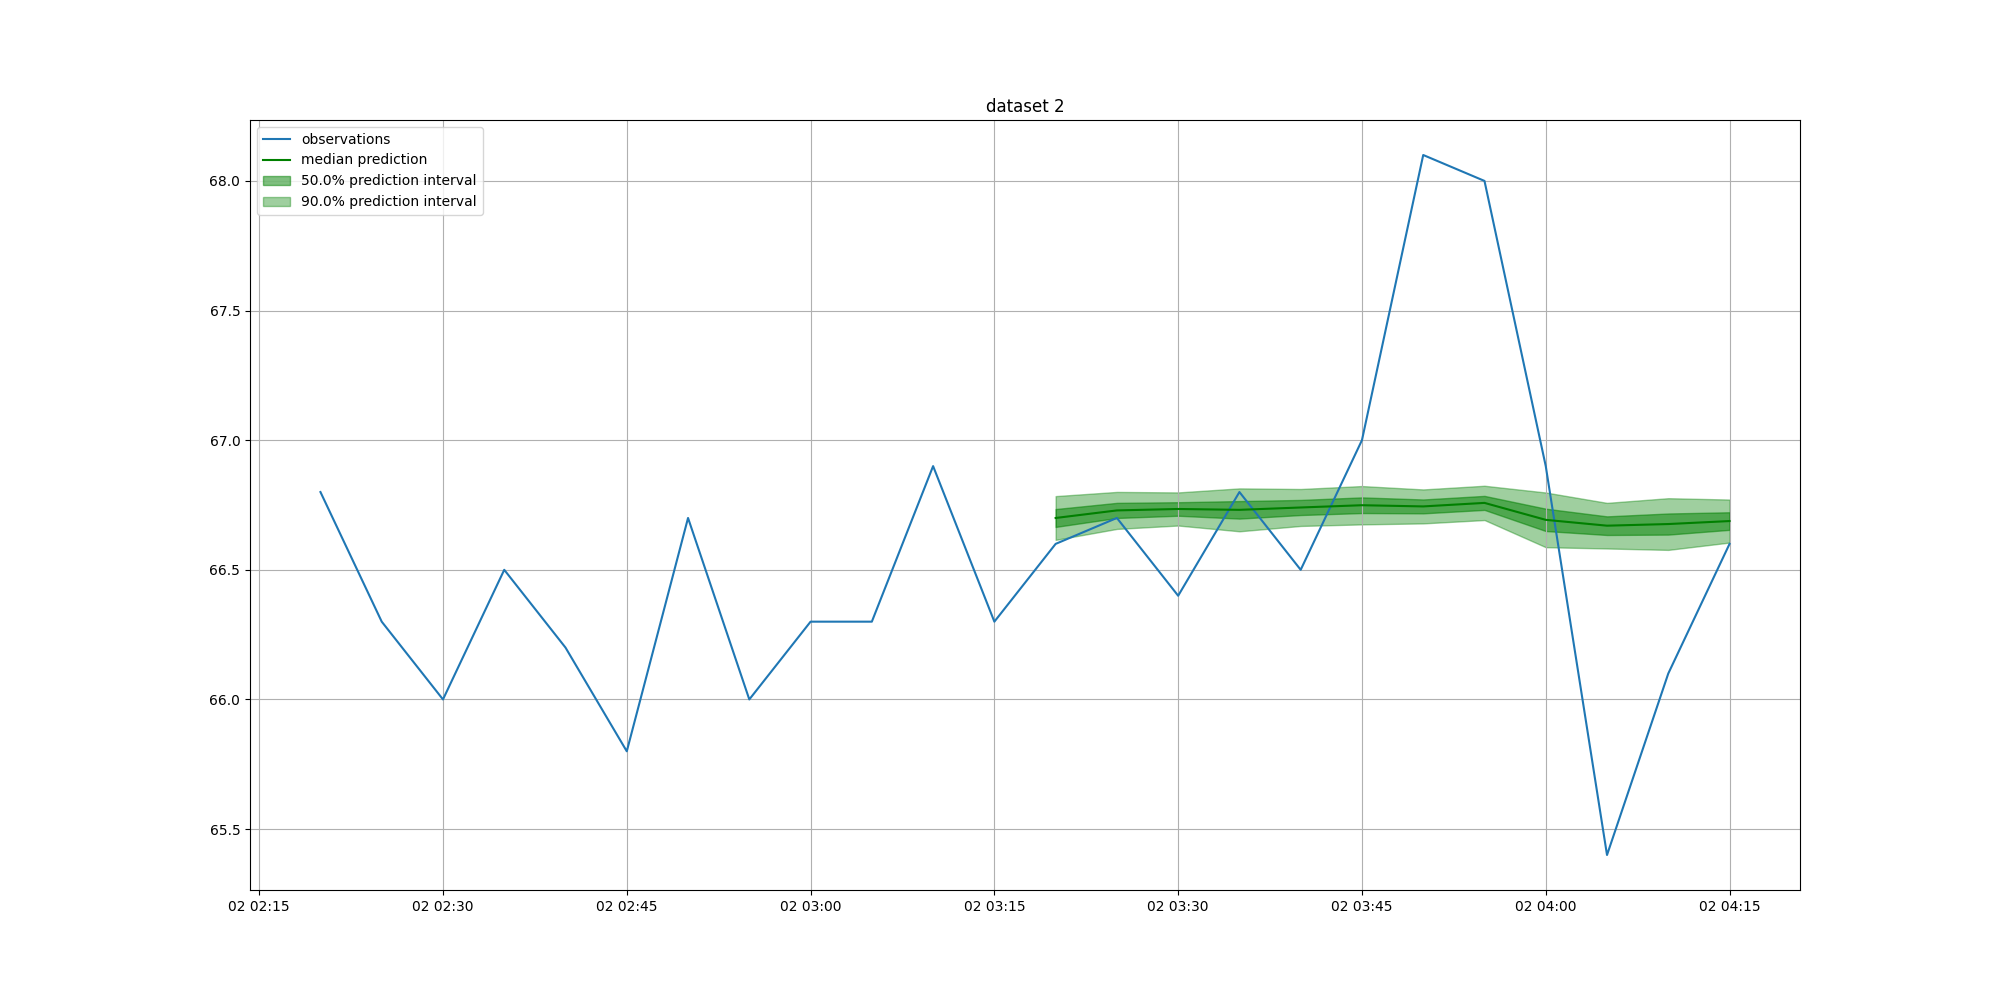 dataset 2
observations
median prediction
50.0% prediction interval
90.0% prediction interval
68.0
67.5
67.0
66.5
66.0
65.5
02 02:15 02 02:30 02 02:45 02 03:00 02 03:15 02 03:30 02 03:45 02 04:00 02 04:15